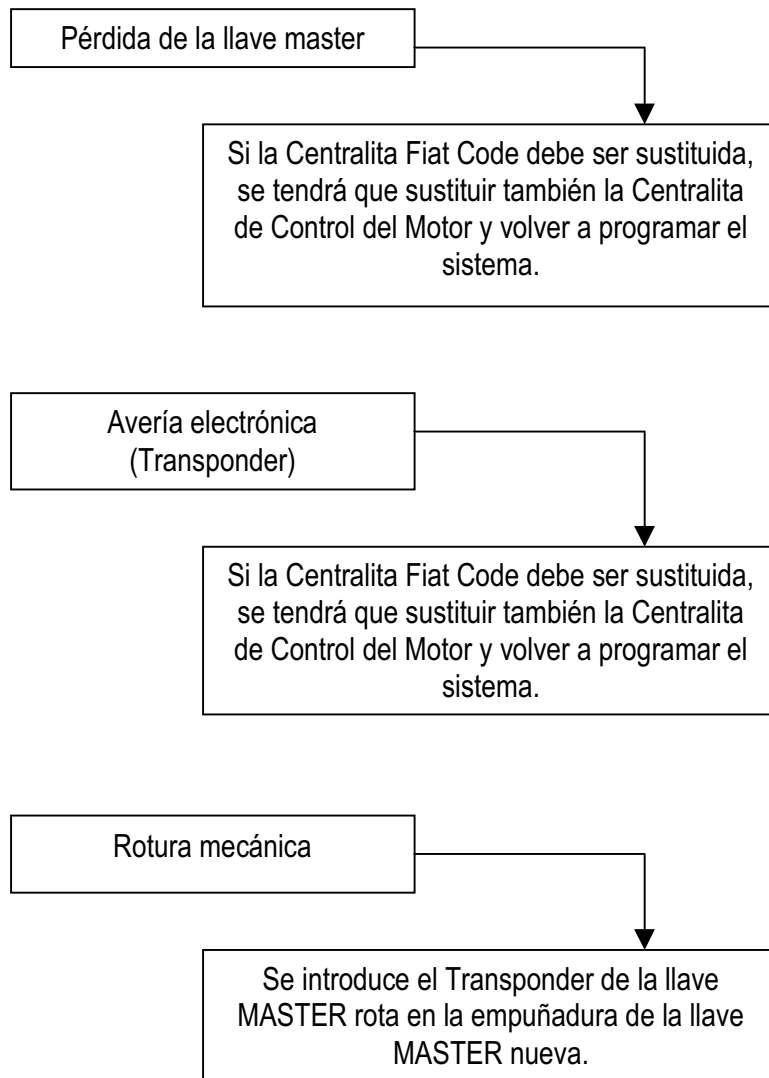 Pérdida de la llave master
Si la Centralita Fiat Code debe ser sustituida,
se tendrá que sustituir también la Centralita
de Control del Motor y volver a programar el
sistema.
Avería electrónica
(Transponder)
Si la Centralita Fiat Code debe ser sustituida,
se tendrá que sustituir también la Centralita
de Control del Motor y volver a programar el
sistema.
Rotura mecánica
Se introduce el Transponder de la llave
MASTER rota en la empuñadura de la llave
MASTER nueva.